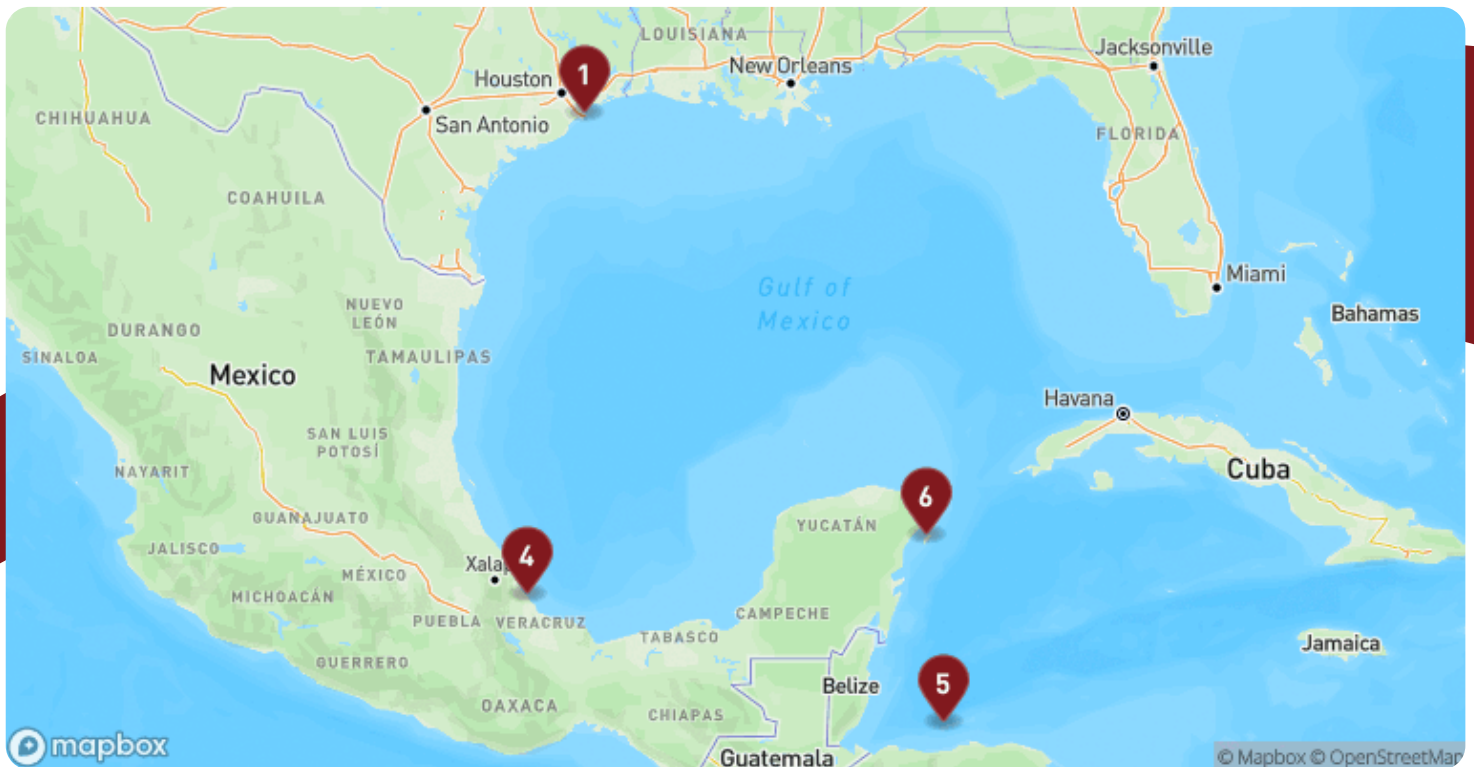 LOUISIANA
Jacksonville
New Orleans
Houston
1
CHIHUAHUA
San Antonio
FLORIDA
COAHUILA
Miami
Gulf of
Mexico
NUEVO
LEÓN
Bahamas
DURANGO
SINALOA
TAMAULIPAS
Mexico
Havana
SAN LUIS
POTOSÍ
NAYARIT
Cuba
6
GUANAJUATO
YUCATÁN
JALISCO
4
Xala
MÉXICO
MICHOACÁN
PUEBLA
VERACRUZ
CAMPECHE
TABASCO
Jamaica
GUERRERO
Belize
5
OAXACA
CHIAPAS
mapbox
Guatemala
© Mapbox © OpenStreetMap